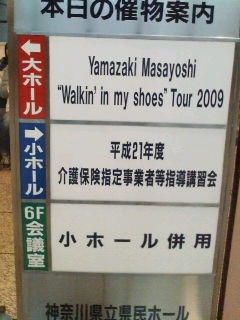 本日の催物案内
←大ホール
Yamazaki Masayoshi
"Walkin' in my shoes" Tour 2009
→小ホール
平成21年度
介護保険指定事業者等指導講習会
6F会議室
小ホール併用
神奈川県立県民ホール